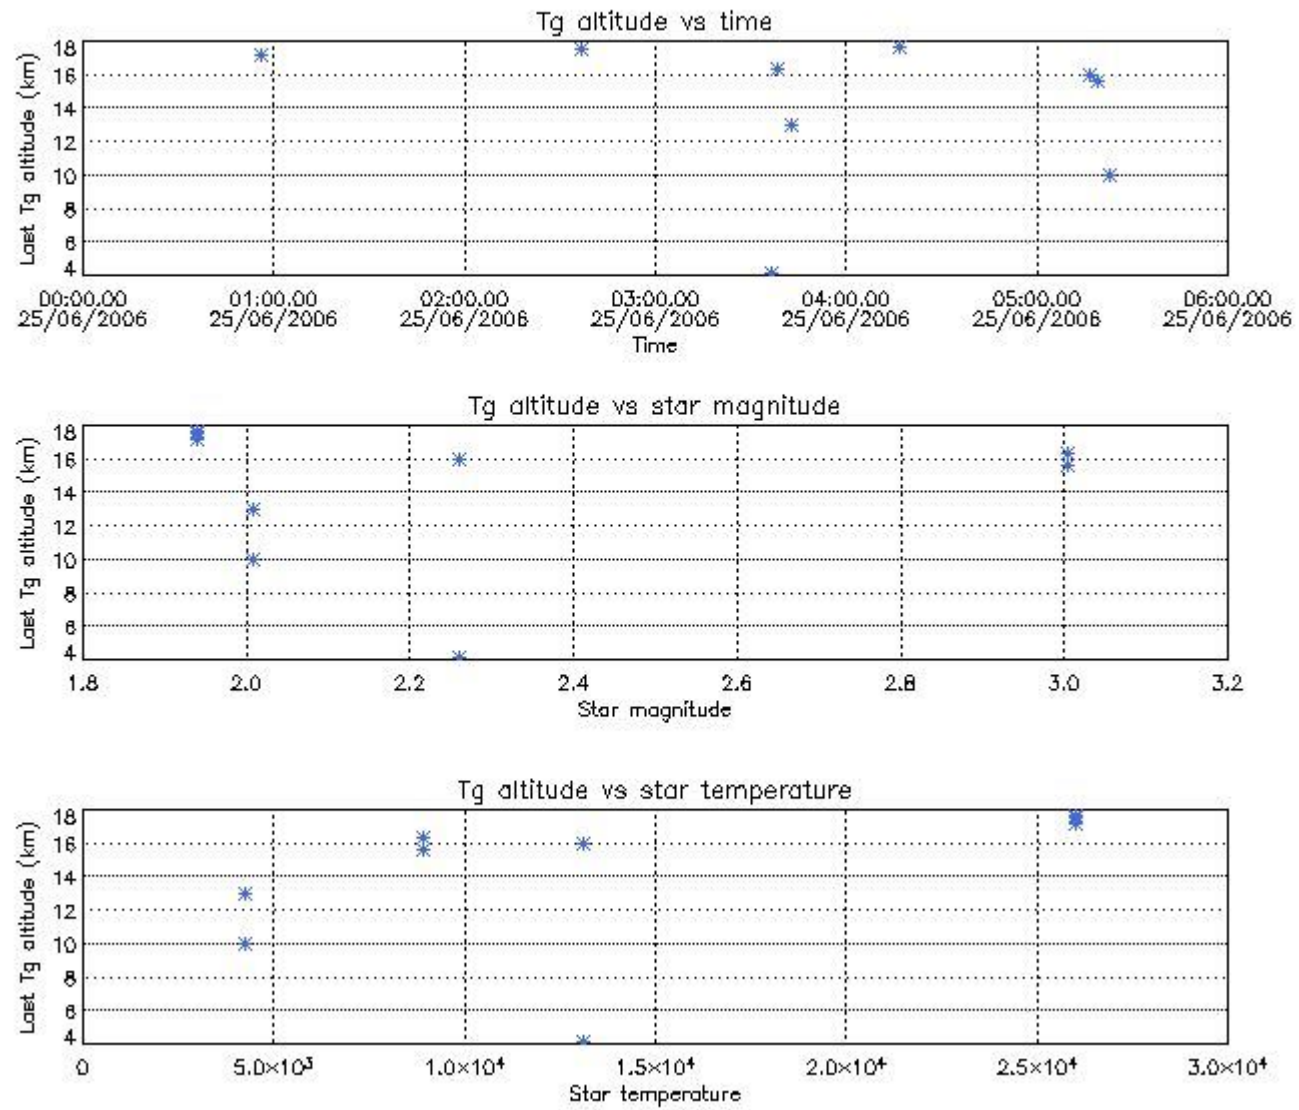 Tg altitude vs time
Last Tg altitude (km)
18
16
14
12
10
8
6
4
00:00.00 01:00.00 02:00.00 03:00.00 04:00.00 05:00.00 06:00.00
25/06/2006 25/06/2006 25/06/2006 25/06/2006 25/06/2006 25/06/2006 25/06/2006
Time
Tg altitude vs star magnitude
Last Tg altitude (km)
18
16
14
12
10
8
6
4
1.8 2.0 2.2 2.4 2.6 2.8 3.0 3.2
Star magnitude
Tg altitude vs star temperature
Last Tg altitude (km)
18
16
14
12
10
8
6
4
0 5.0×10³ 1.0×10⁴ 1.5×10⁴ 2.0×10⁴ 2.5×10⁴ 3.0×10⁴
Star temperature